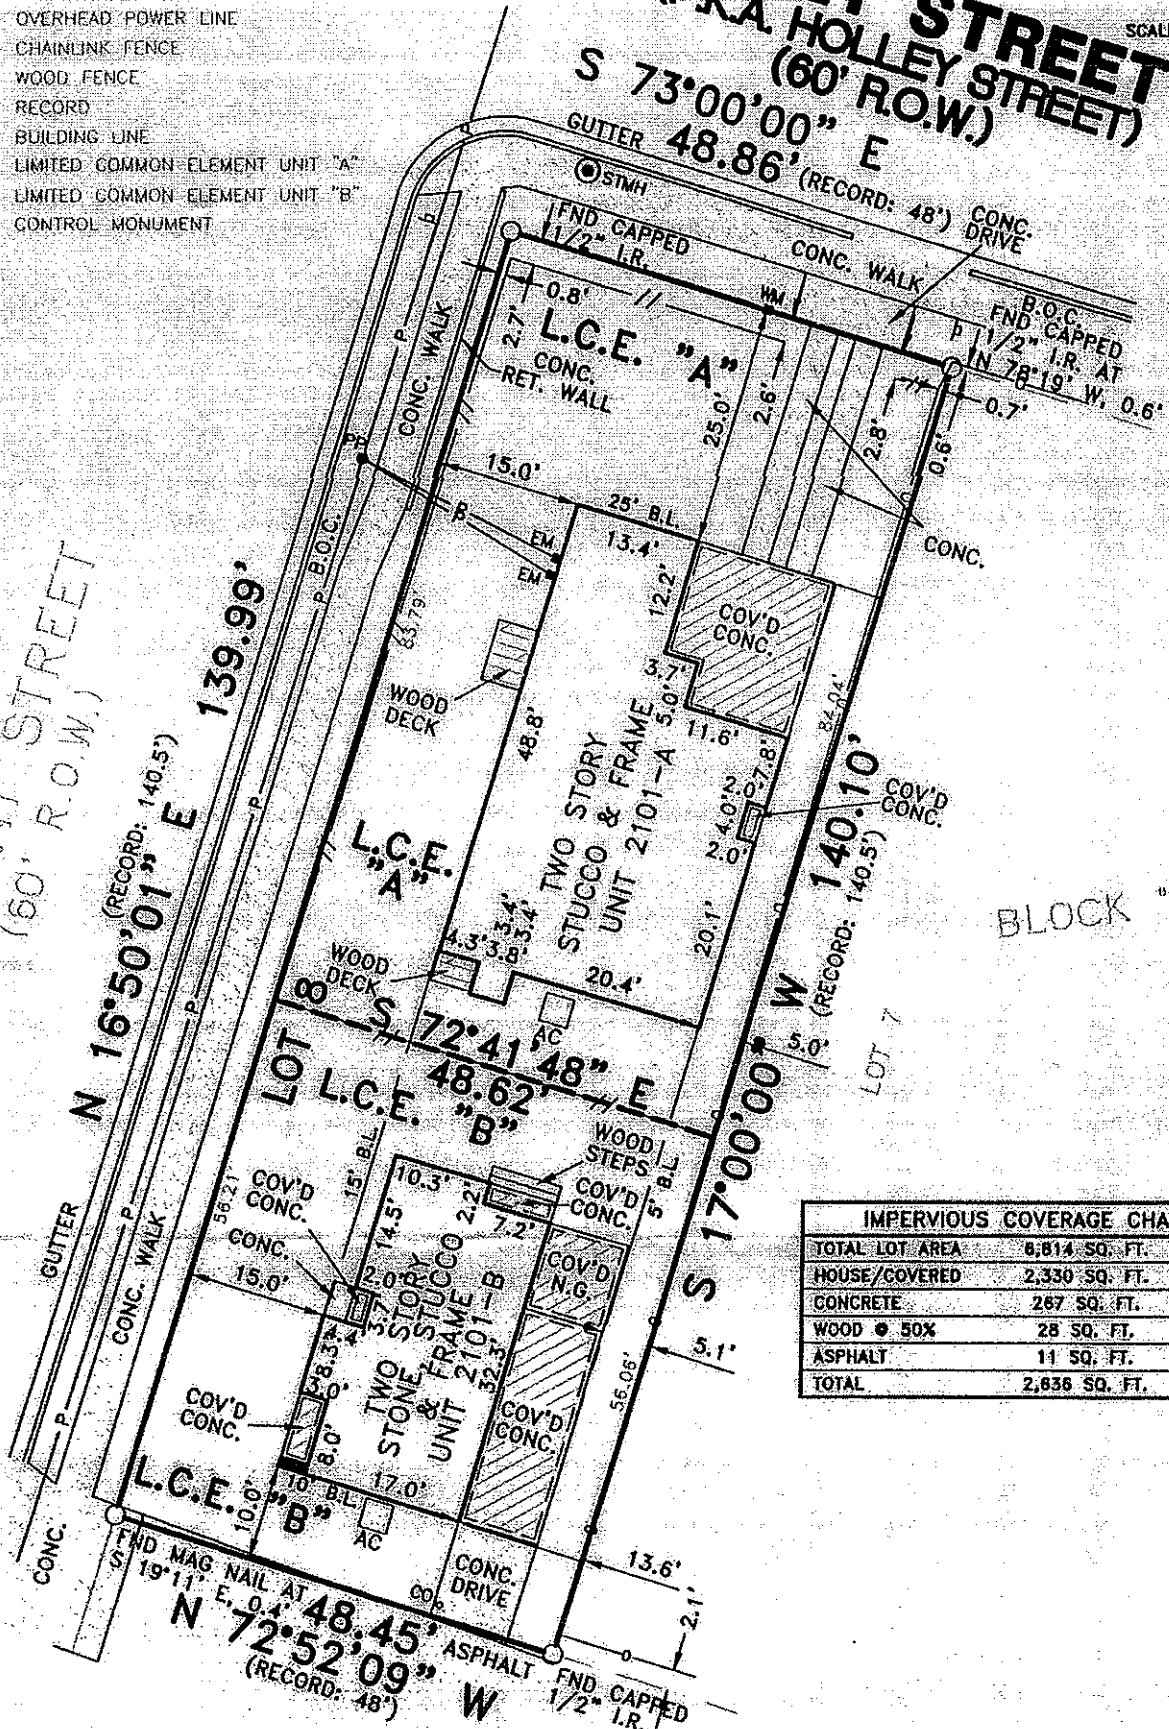 OVERHEAD POWER LINE
CHAINLINK FENCE
WOOD FENCE
RECORD
BUILDING LINE
LIMITED COMMON ELEMENT UNIT "A"
LIMITED COMMON ELEMENT UNIT "B"
CONTROL MONUMENT
STREET
HOLLEY STREET)
(60' R.O.W.)
S 73°00'00" E
48.86' (RECORD: 48')
GUTTER
STMH
CONC.
DRIVE
FND CAPPED
1/2" I.R.
CONC. WALK
WM
B.O.C.
FND CAPPED
1/2" I.R. AT
N 78°19' W, 0.6'
0.8'
2.7'
L.C.E. "A"
CONC.
RET. WALL
CONC. WALK
25.0'
2.6'
2.8'
0.7'
0.6'
PP
15.0'
25' B.L.
13.4'
EM
EM
CONC.
B.O.C.
12.2'
COV'D
CONC.
3.7'
5.0'
11.6'
83.79'
WOOD
DECK
48.8'
TWO STORY
STUCCO & FRAME
UNIT 2101-A
7.8'
2.0'
4.0'
2.0'
COV'D
CONC.
84.04'
139.99'
(RECORD: 140.5')
N 16°50'01" E
STREET
(60' R.O.W.)
140.10'
(RECORD: 140.5')
S 17°00'00" W
BLOCK
LOT 7
L.C.E.
"A"
20.1'
4.3'
3.4'
3.8'
3.4'
20.4'
WOOD
DECK
AC
5.0'
LOT 8
S 72°41'48" E
48.62'
L.C.E.
"B"
WOOD
STEPS
5' B.L.
15' B.L.
10.3'
2.2'
7.2'
COV'D
CONC.
COV'D
CONC.
CONC.
14.5'
56.21'
15.0'
2.0'
3.7'
4.4'
8.3'
3.0'
8.0'
TWO STORY
STONE, STUCCO
& FRAME
UNIT 2101-B
32.3'
COV'D
N.G.
COV'D
CONC.
56.06'
5.1'
GUTTER
CONC. WALK
COV'D
CONC.
L.C.E.
"B"
10.0'
10' B.L.
17.0'
AC
CONC.
DRIVE
CO
13.6'
2.1'
CONC.
FND MAG NAIL AT
S 19°11' E, 0.4'
48.45'
N 72°52'09" W
(RECORD: 48')
ASPHALT
FND CAPPED
1/2" I.R.
IMPERVIOUS COVERAGE CHA
TOTAL LOT AREA 6,814 SQ. FT.
HOUSE/COVERED 2,330 SQ. FT.
CONCRETE 267 SQ. FT.
WOOD @ 50% 28 SQ. FT.
ASPHALT 11 SQ. FT.
TOTAL 2,636 SQ. FT.